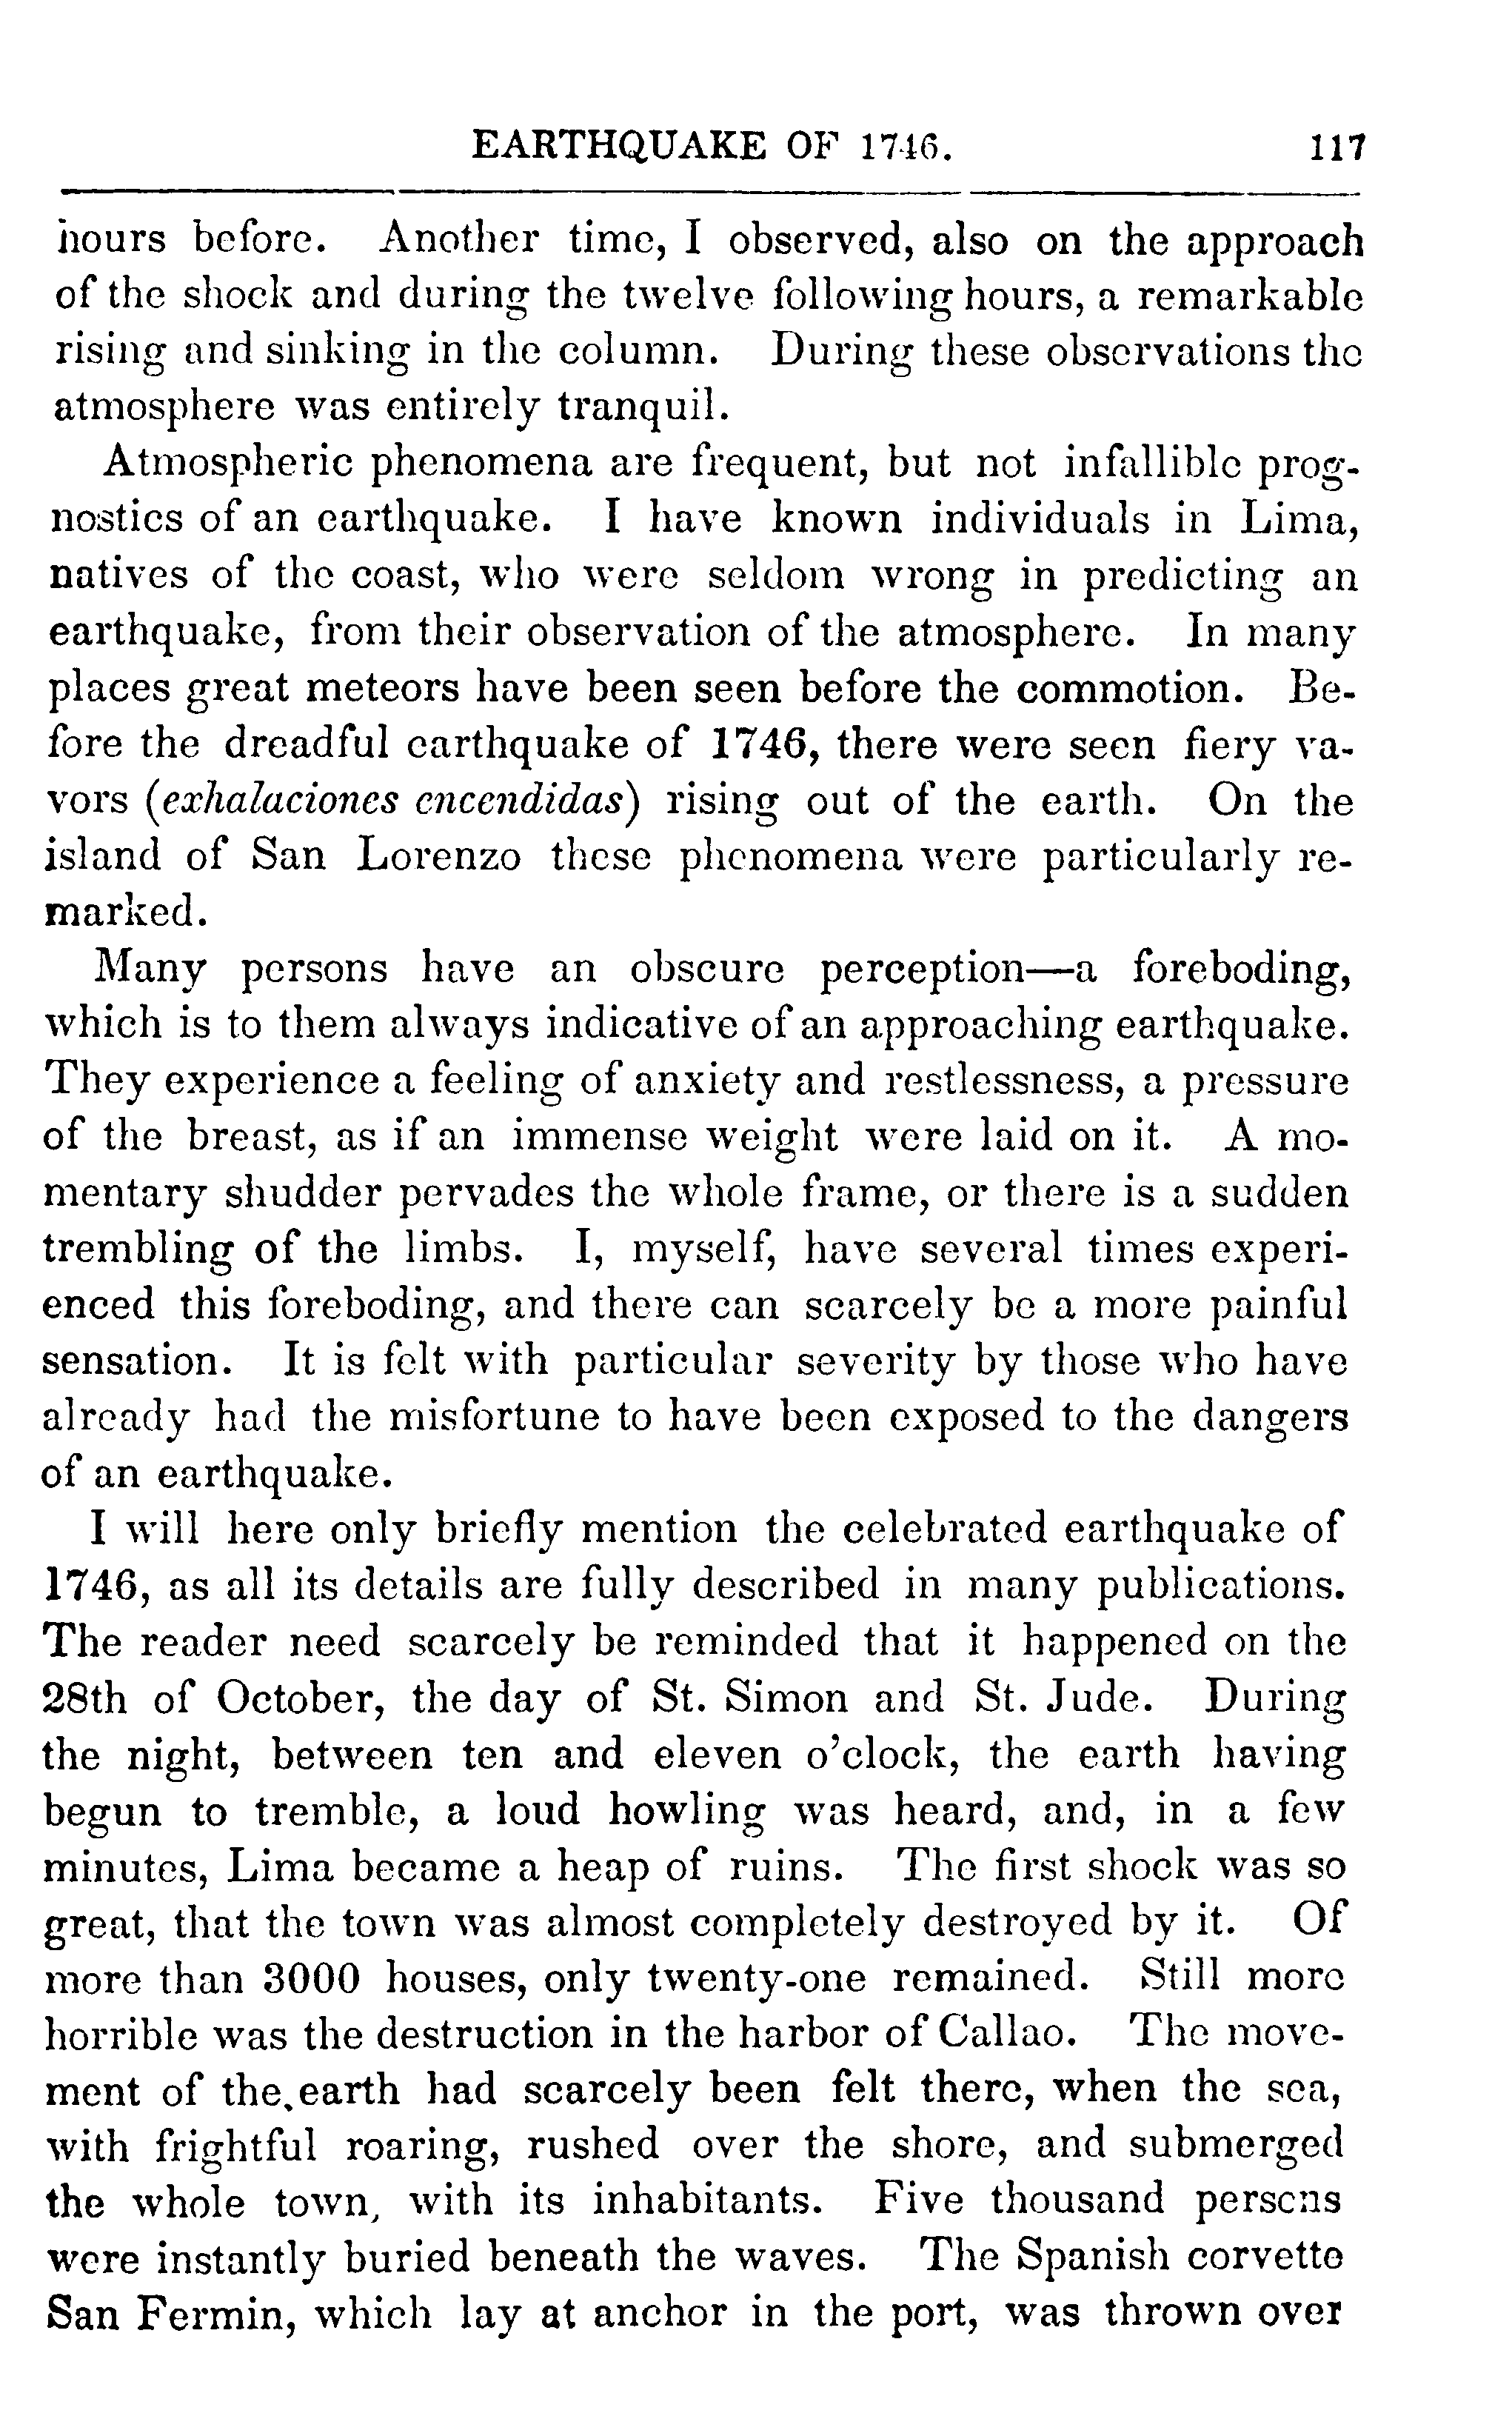 EARTHQUAKE OF 1746. 117
hours before. Another time, I observed, also on the approach
of the shock and during the twelve following hours, a remarkable
rising and sinking in the column. During these observations the
atmosphere was entirely tranquil.
Atmospheric phenomena are frequent, but not infallible prog-
nostics of an earthquake. I have known individuals in Lima,
natives of the coast, who were seldom wrong in predicting an
earthquake, from their observation of the atmosphere. In many
places great meteors have been seen before the commotion. Be-
fore the dreadful earthquake of 1746, there were seen fiery va-
vors (exhalaciones encendidas) rising out of the earth. On the
island of San Lorenzo these phenomena were particularly re-
marked.
Many persons have an obscure perception—a foreboding,
which is to them always indicative of an approaching earthquake.
They experience a feeling of anxiety and restlessness, a pressure
of the breast, as if an immense weight were laid on it. A mo-
mentary shudder pervades the whole frame, or there is a sudden
trembling of the limbs. I, myself, have several times experi-
enced this foreboding, and there can scarcely be a more painful
sensation. It is felt with particular severity by those who have
already had the misfortune to have been exposed to the dangers
of an earthquake.
I will here only briefly mention the celebrated earthquake of
1746, as all its details are fully described in many publications.
The reader need scarcely be reminded that it happened on the
28th of October, the day of St. Simon and St. Jude. During
the night, between ten and eleven o'clock, the earth having
begun to tremble, a loud howling was heard, and, in a few
minutes, Lima became a heap of ruins. The first shock was so
great, that the town was almost completely destroyed by it. Of
more than 3000 houses, only twenty-one remained. Still more
horrible was the destruction in the harbor of Callao. The move-
ment of the earth had scarcely been felt there, when the sea,
with frightful roaring, rushed over the shore, and submerged
the whole town, with its inhabitants. Five thousand persons
were instantly buried beneath the waves. The Spanish corvette
San Fermin, which lay at anchor in the port, was thrown over